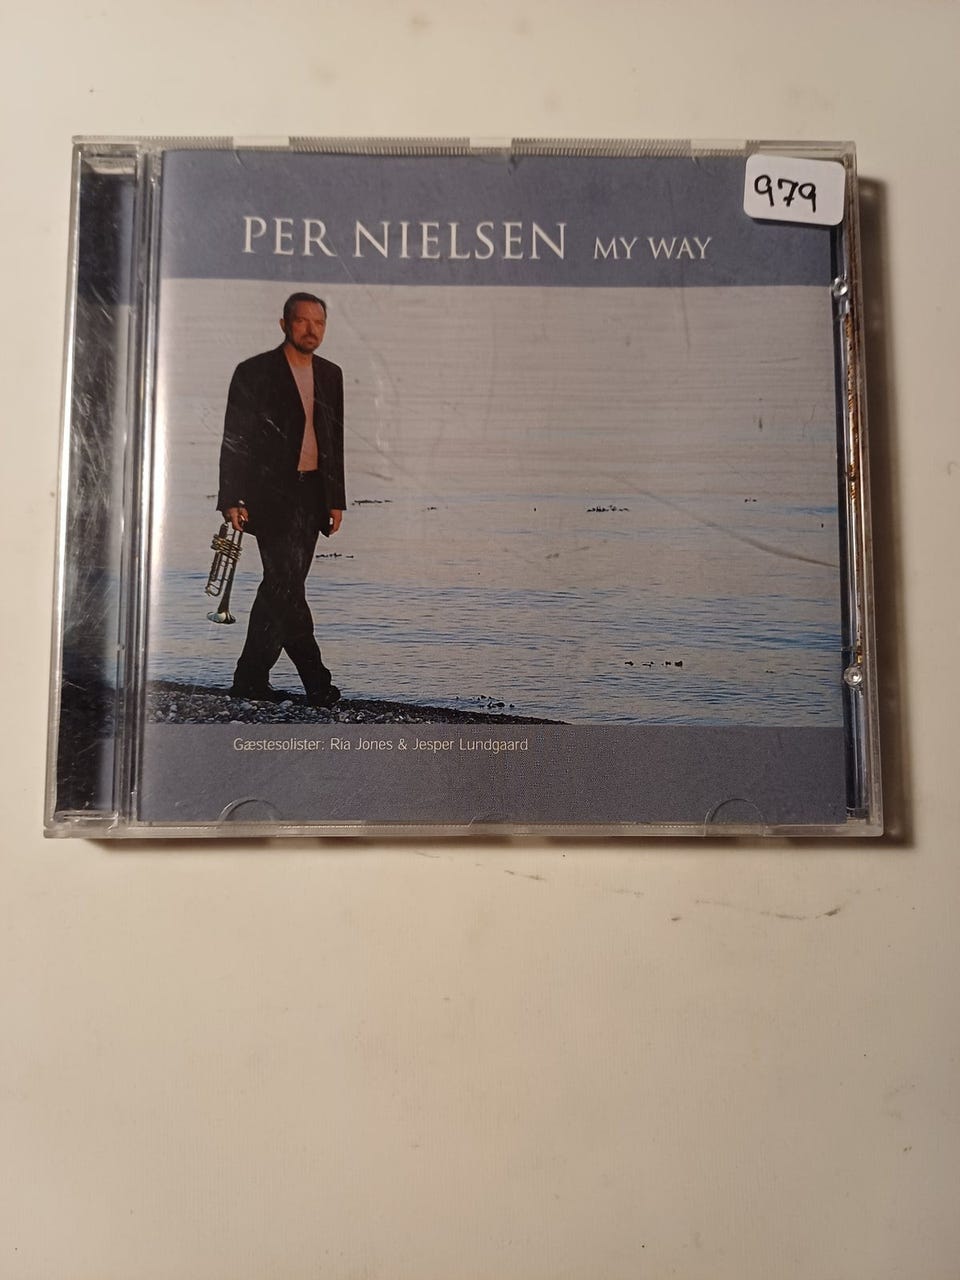 979
PER NIELSEN MY WAY
Gæstesolister: Ria Jones & Jesper Lundgaard